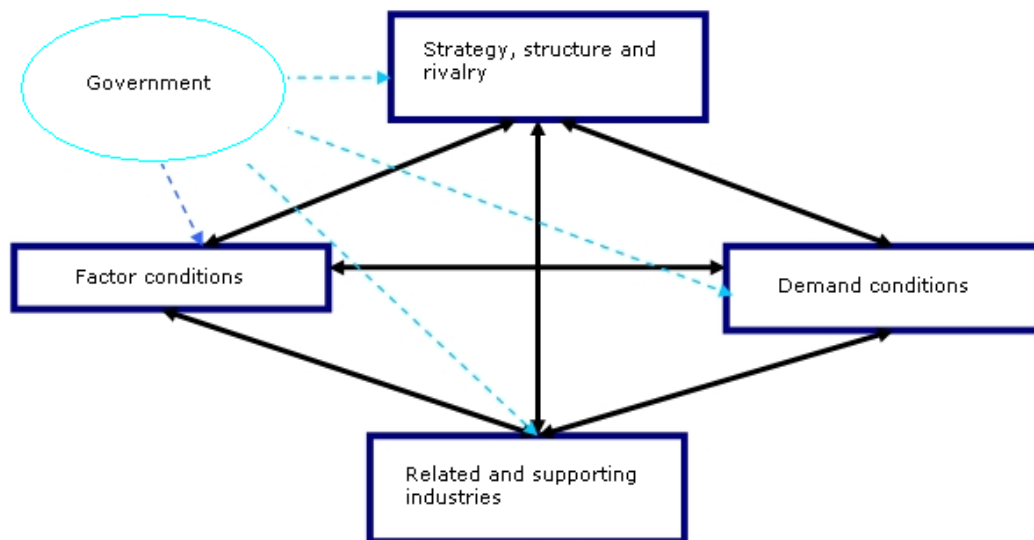 Strategy, structure and
rivalry
Government
Factor conditions
Demand conditions
Related and supporting
industries